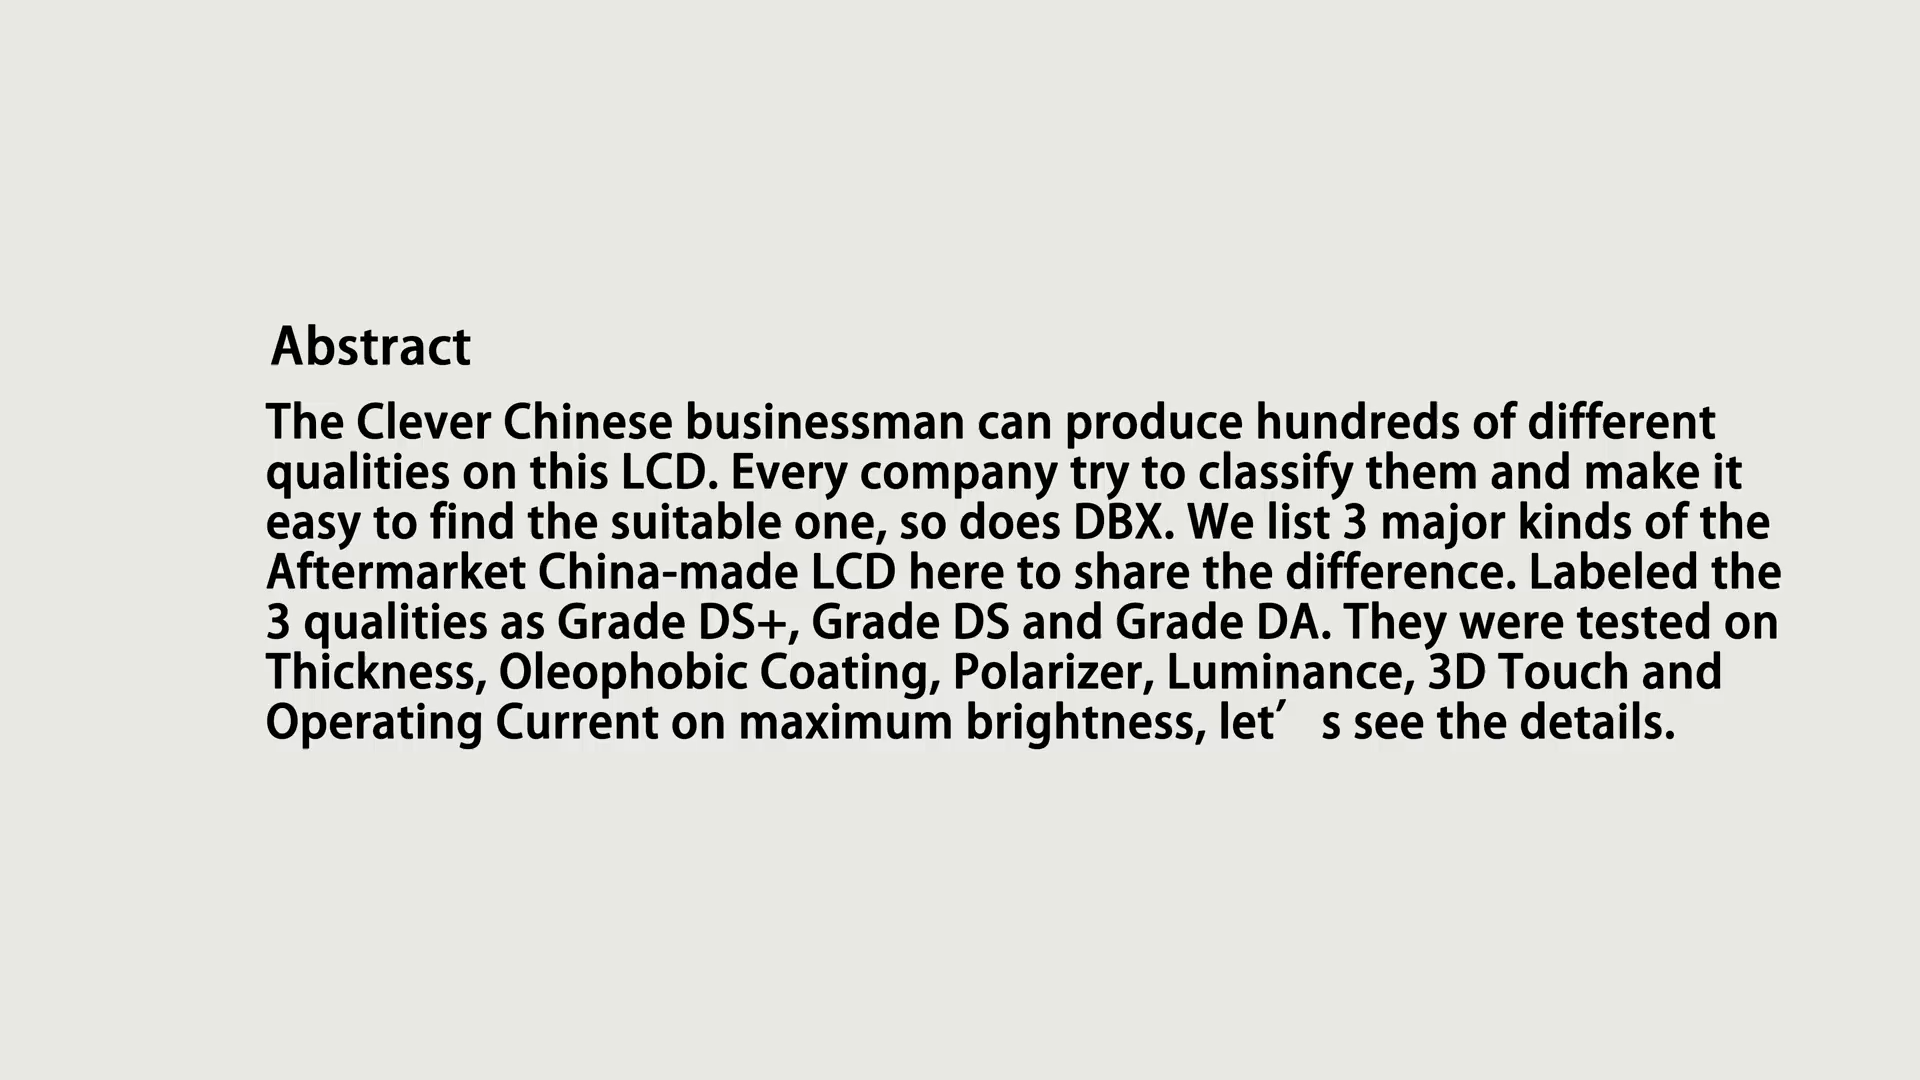 Abstract
The Clever Chinese businessman can produce hundreds of different
qualities on this LCD. Every company try to classify them and make it
easy to find the suitable one, so does DBX. We list 3 major kinds of the
Aftermarket China-made LCD here to share the difference. Labeled the
3 qualities as Grade DS+, Grade DS and Grade DA. They were tested on
Thickness, Oleophobic Coating, Polarizer, Luminance, 3D Touch and
Operating Current on maximum brightness, let’ s see the details.